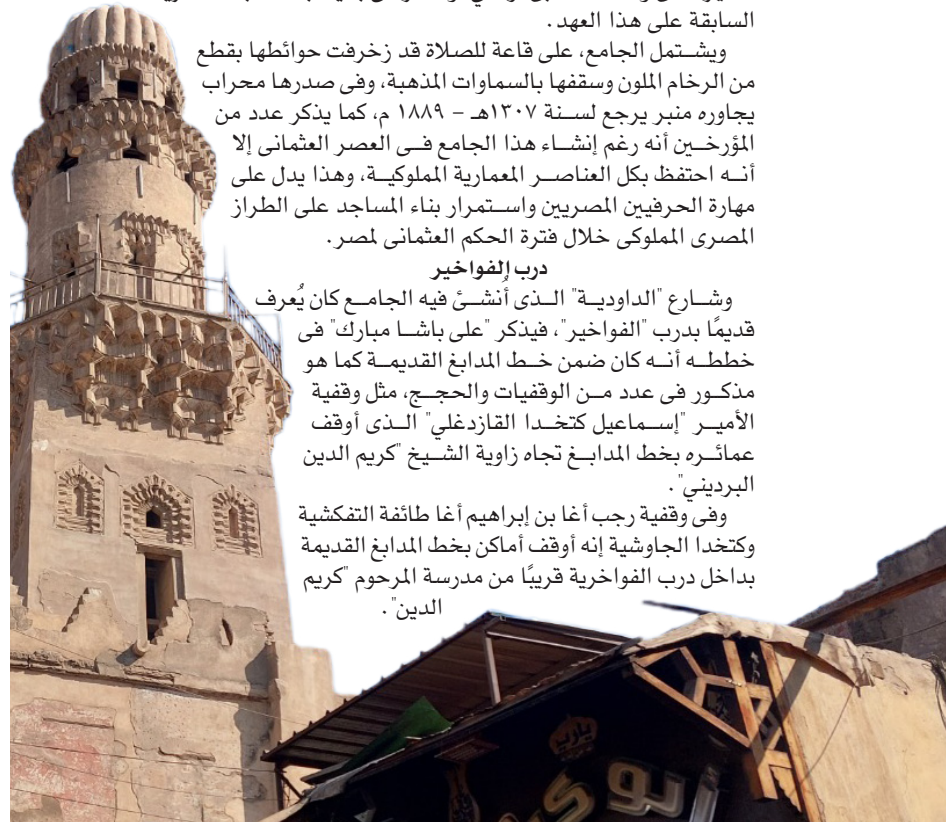 السابقة على هذا العهد.
ويشتمل الجامع، على قاعة للصلاة قد زخرفت حوائطها بقطع
من الرخام الملون وسقفها بالسماوات المذهبة، وفى صدرها محراب
يجاوره منبر يرجع لسنة ١٣٠٧هـ – ١٨٨٩ م، كما يذكر عدد من
المؤرخين أنه رغم إنشاء هذا الجامع فى العصر العثمانى إلا
أنه احتفظ بكل العناصر المعمارية المملوكية، وهذا يدل على
مهارة الحرفيين المصريين واستمرار بناء المساجد على الطراز
المصرى المملوكى خلال فترة الحكم العثمانى لمصر.
درب الفواخير
وشارع "الداودية" الذى أُنشئ فيه الجامع كان يُعرف
قديمًا بدرب "الفواخير"، فيذكر "على باشا مبارك" فى
خططه أنه كان ضمن خط المدابغ القديمة كما هو
مذكور فى عدد من الوقفيات والحجج، مثل وقفية
الأمير "إسماعيل كتخدا القازدغلي" الذى أوقف
عمائره بخط المدابغ تجاه زاوية الشيخ "كريم الدين
البرديني".
وفى وقفية رجب أغا بن إبراهيم أغا طائفة التفكشية
وكتخدا الجاوشية إنه أوقف أماكن بخط المدابغ القديمة
بداخل درب الفواخرية قريبًا من مدرسة المرحوم "كريم
الدين".
يارب